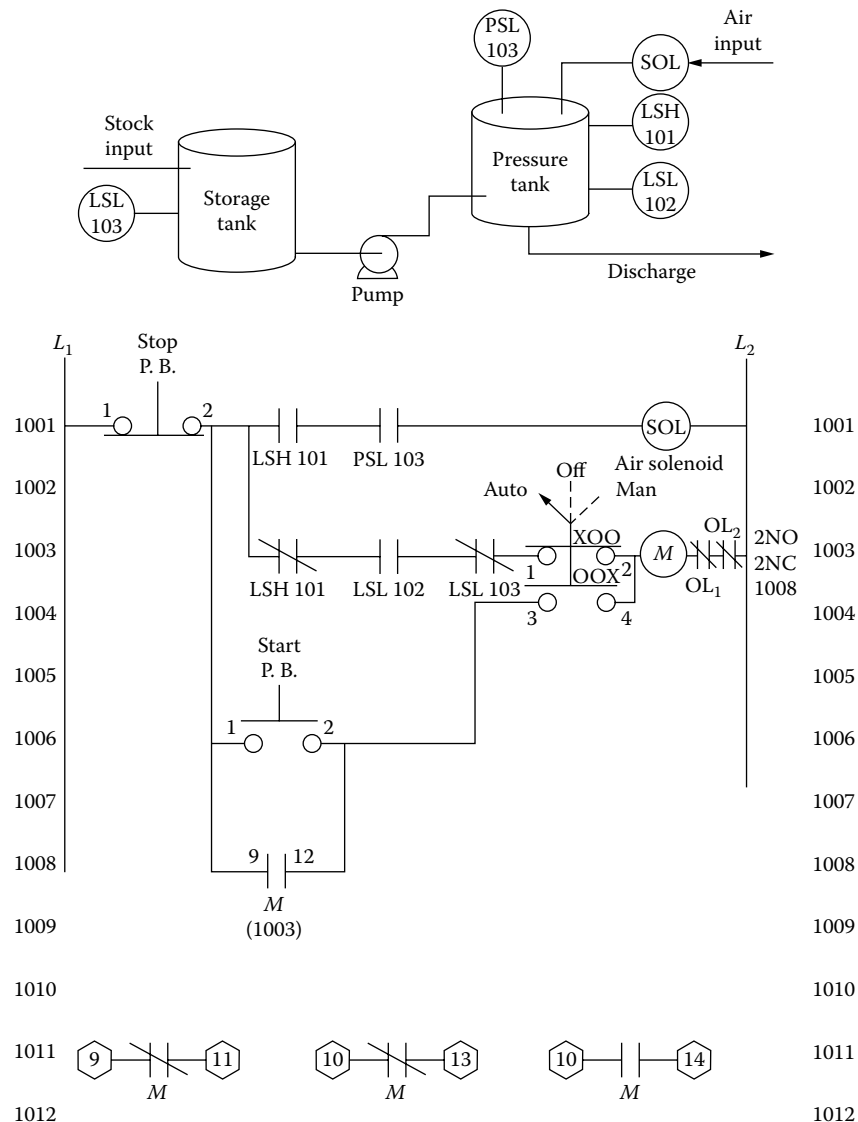 PSL
103
Air
input
SOL
LSH
101
Stock
input
Pressure
tank
LSL
103
Storage
tank
LSL
102
Pump
Discharge
L1
Stop
P. B.
L2
1001
1
2
LSH 101
PSL 103
SOL
1001
1002
Auto
Off
Air solenoid
Man
1002
1003
LSH 101
LSL 102
LSL 103
XOO
1
2
M
OL1
OL2
2NO
2NC
1008
1003
1004
OOX
3
4
1004
1005
Start
P. B.
1005
1006
1
2
1006
1007
1007
1008
9
12
M
(1003)
1008
1009
1009
1010
1010
1011
9
11
M
10
13
M
10
14
M
1011
1012
1012